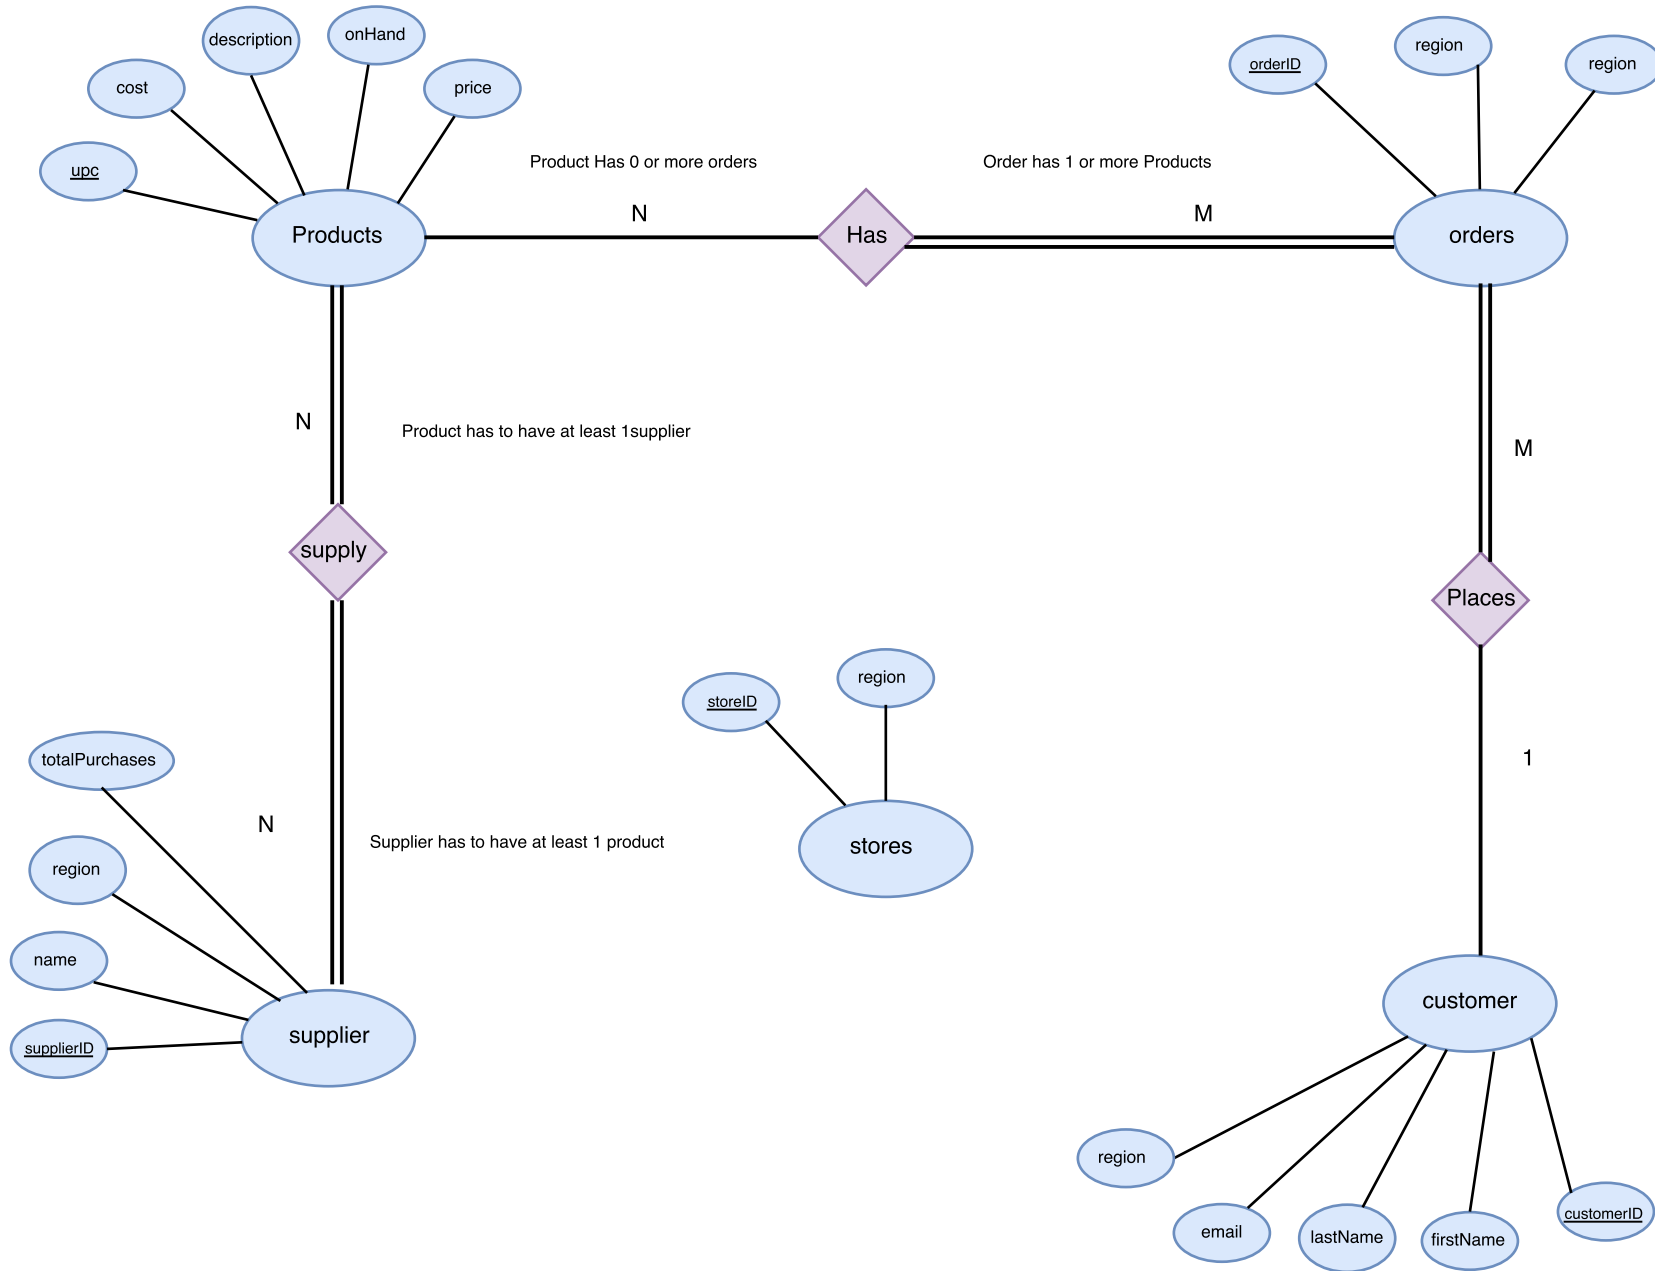 description
onHand
cost
price
upc
orderID
region
region
Product Has 0 or more orders
Order has 1 or more Products
N
M
Products
Has
orders
N
Product has to have at least 1supplier
M
supply
Places
storeID
region
totalPurchases
1
N
Supplier has to have at least 1 product
stores
region
name
supplierID
supplier
customer
region
email
lastName
firstName
customerID